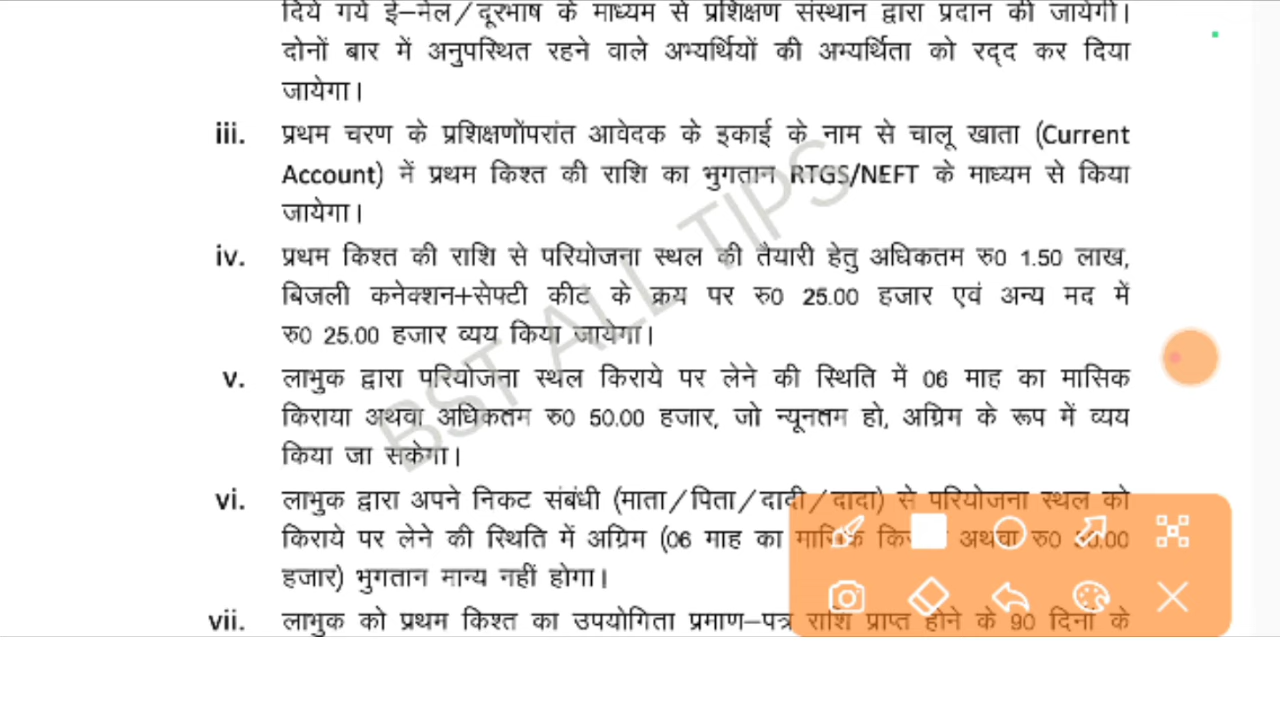 दिये गये ई–मेल/दूरभाष के माध्यम से प्रशिक्षण संस्थान द्वारा प्रदान की जायेगी।
दोनों बार में अनुपस्थित रहने वाले अभ्यर्थियों की अभ्यर्थिता को रद्द कर दिया
जायेगा।
iii. प्रथम चरण के प्रशिक्षणोंपरांत आवेदक के इकाई के नाम से चालू खाता (Current
Account) में प्रथम किश्त की राशि का भुगतान RTGS/NEFT के माध्यम से किया
जायेगा।
iv. प्रथम किश्त की राशि से परियोजना स्थल की तैयारी हेतु अधिकतम रु0 1.50 लाख,
बिजली कनेक्शन+सेफ्टी कीट के क्रय पर रु0 25.00 हजार एवं अन्य मद में
रु0 25.00 हजार व्यय किया जायेगा।
v. लाभुक द्वारा परियोजना स्थल किराये पर लेने की स्थिति में 06 माह का मासिक
किराया अथवा अधिकतम रु0 50.00 हजार, जो न्यूनतम हो, अग्रिम के रूप में व्यय
किया जा सकेगा।
vi. लाभुक द्वारा अपने निकट संबंधी (माता/पिता/दादी/दादा) से परियोजना स्थल को
किराये पर लेने की स्थिति में अग्रिम (06 माह का अथवा रु0
हजार) भुगतान मान्य नहीं होगा।
vii. लाभुक को प्रथम किश्त का उपयोगिता प्रमाण–पत्र राशि प्राप्त होने के 90 दिनों के
BST ALL TIPS